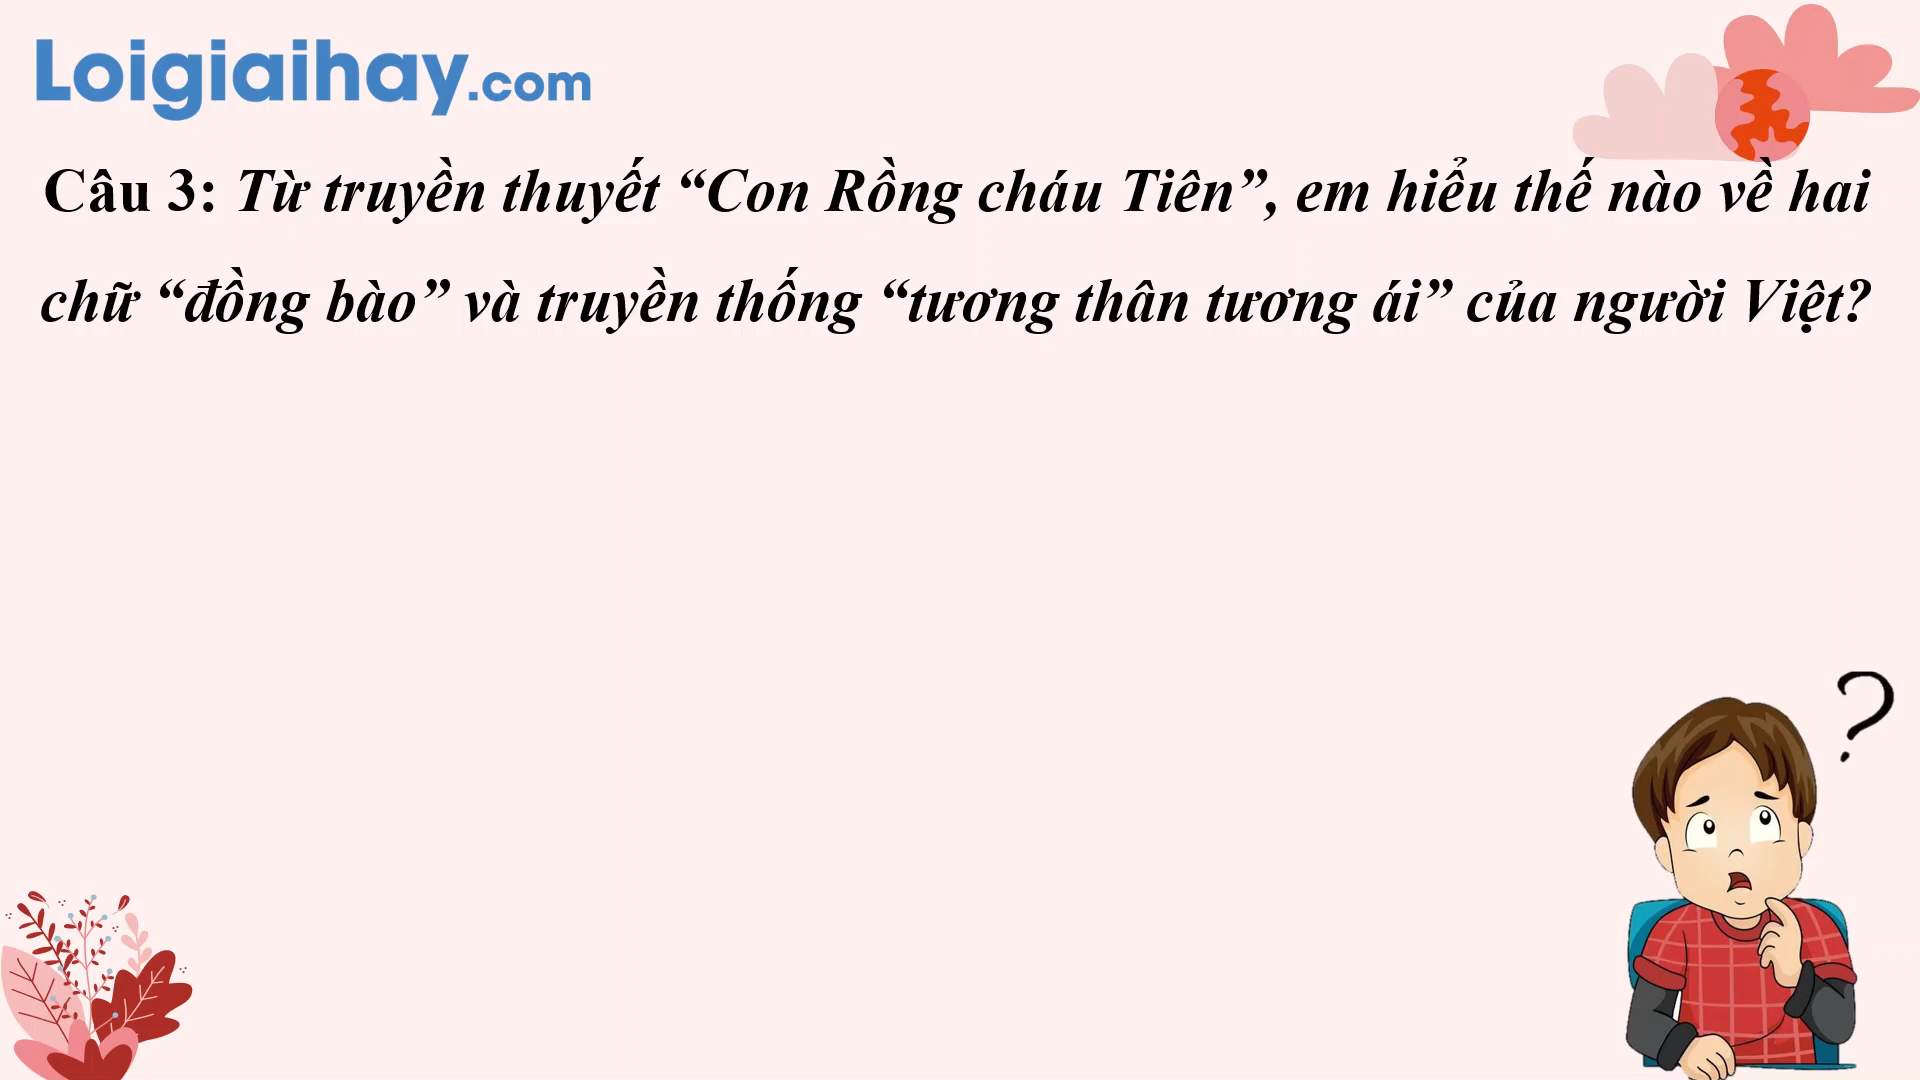 Loigiaihay.com
Câu 3: Từ truyền thuyết “Con Rồng cháu Tiên”, em hiểu thế nào về hai
chữ “đồng bào” và truyền thống “tương thân tương ái” của người Việt?
?